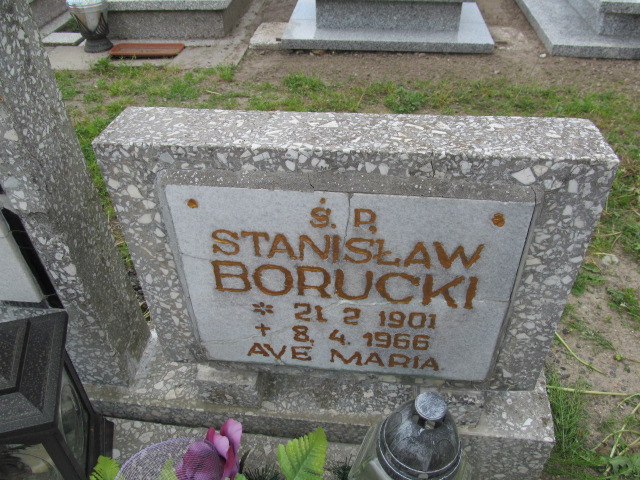 Ś. P.
STANISŁAW
BORUCKI
* 21. 2 1901
+ 8. 4. 1966
AVE MARIA